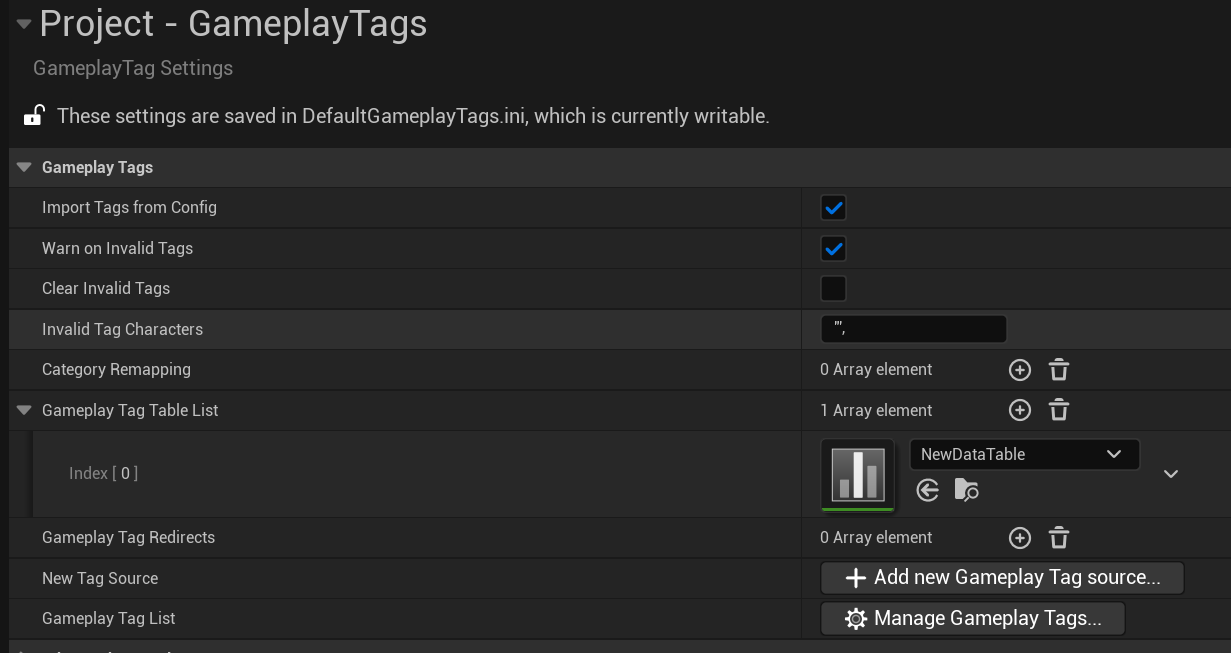 Project - GameplayTags
GameplayTag Settings
These settings are saved in DefaultGameplayTags.ini, which is currently writable.
Gameplay Tags
Import Tags from Config
Warn on Invalid Tags
Clear Invalid Tags
Invalid Tag Characters "',
Category Remapping 0 Array element
Gameplay Tag Table List 1 Array element
NewDataTable
Index [ 0 ]
Gameplay Tag Redirects 0 Array element
New Tag Source Add new Gameplay Tag source...
Gameplay Tag List Manage Gameplay Tags...